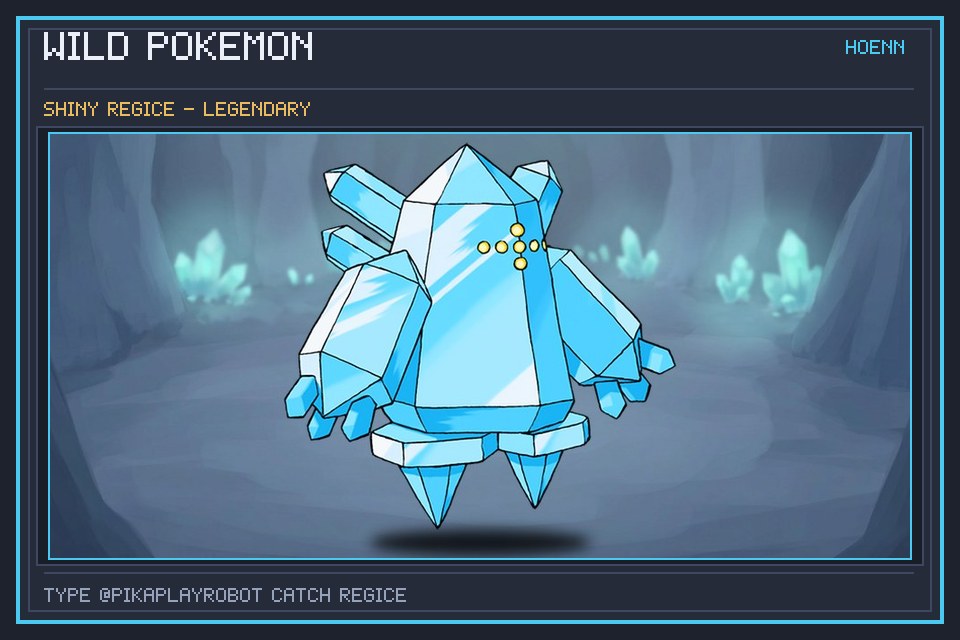 WILD POKEMON
HOENN
SHINY REGICE - LEGENDARY
TYPE @PIKAPLAYROBOT CATCH REGICE